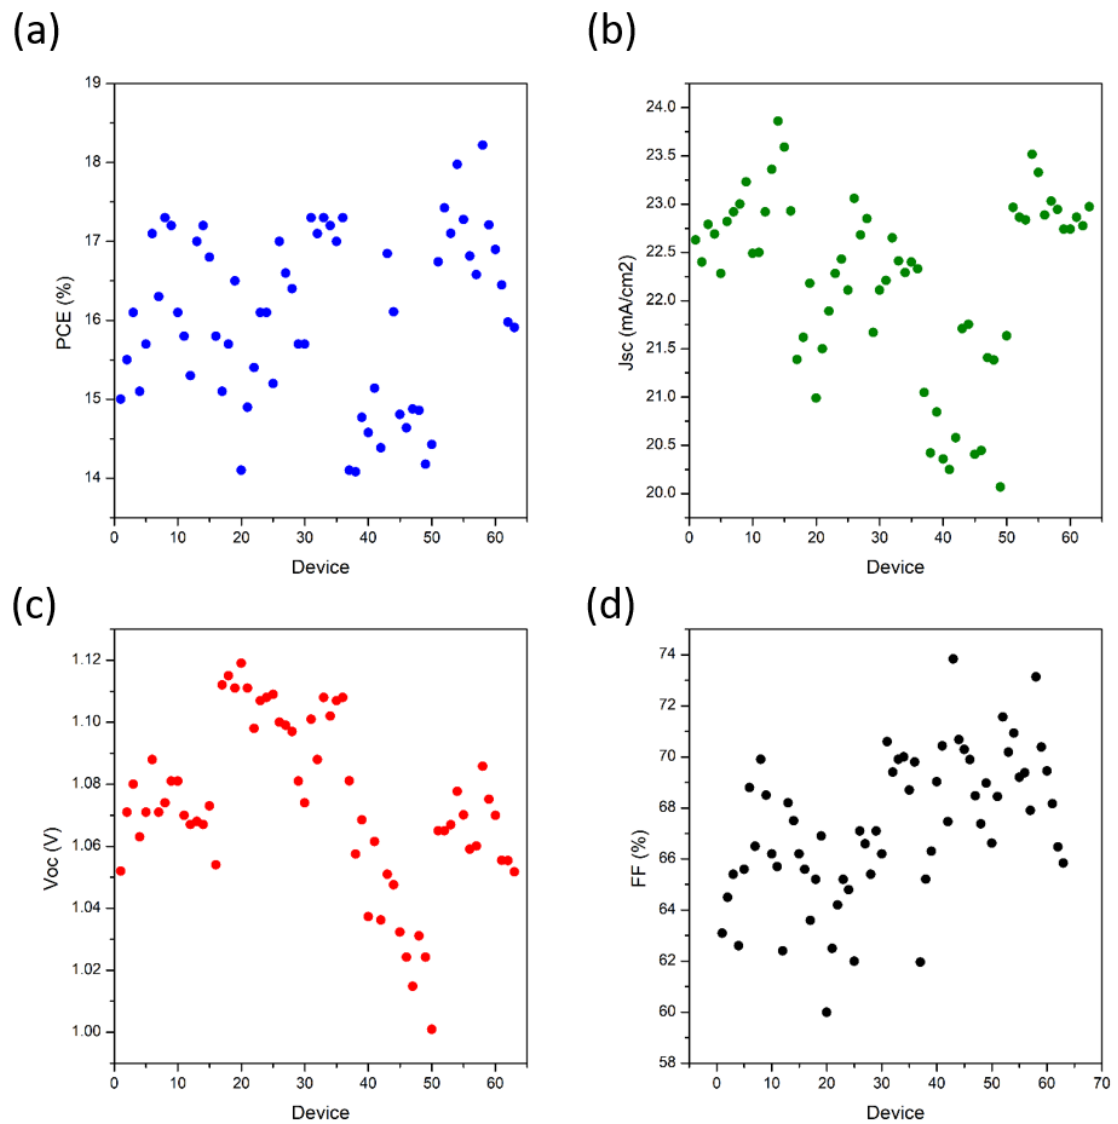 (a)
19
18
17
16
15
14
PCE (%)
0 10 20 30 40 50 60
Device
(b)
24.0
23.5
23.0
22.5
22.0
21.5
21.0
20.5
20.0
Jsc (mA/cm2)
0 10 20 30 40 50 60
Device
(c)
1.12
1.10
1.08
1.06
1.04
1.02
1.00
Voc (V)
0 10 20 30 40 50 60
Device
(d)
74
72
70
68
66
64
62
60
58
FF (%)
0 10 20 30 40 50 60 70
Device